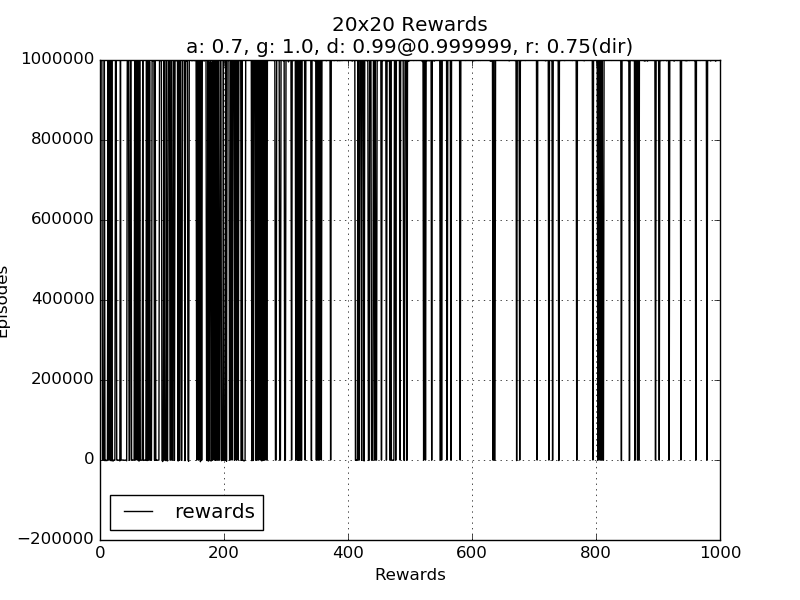 20x20 Rewards
a: 0.7, g: 1.0, d: 0.99@0.999999, r: 0.75(dir)
1000000
800000
600000
400000
200000
0
−200000
Episodes
rewards
0 200 400 600 800 1000
Rewards